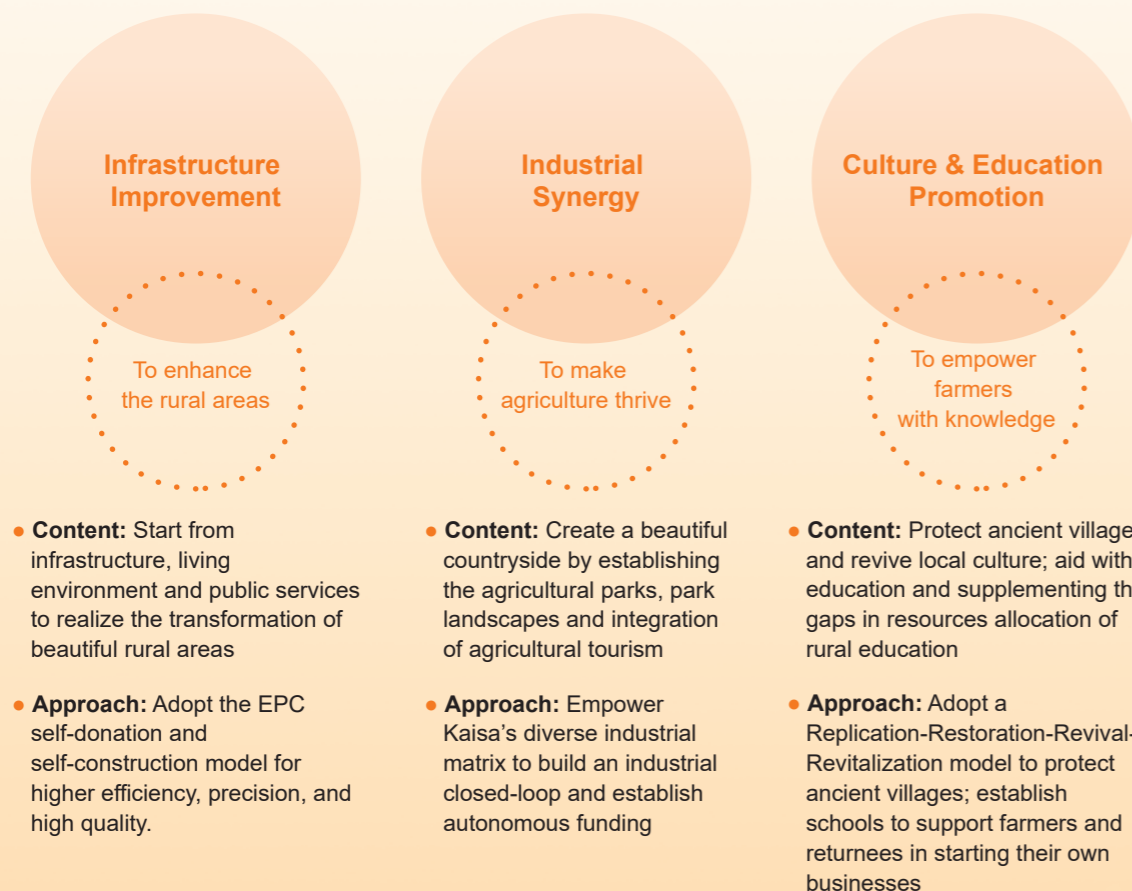 Infrastructure
Improvement
To enhance
the rural areas
• Content: Start from
infrastructure, living
environment and public services
to realize the transformation of
beautiful rural areas
• Approach: Adopt the EPC
self-donation and
self-construction model for
higher efficiency, precision, and
high quality.
Industrial
Synergy
To make
agriculture thrive
• Content: Create a beautiful
countryside by establishing
the agricultural parks, park
landscapes and integration
of agricultural tourism
• Approach: Empower
Kaisa’s diverse industrial
matrix to build an industrial
closed-loop and establish
autonomous funding
Culture & Education
Promotion
To empower
farmers
with knowledge
• Content: Protect ancient village
and revive local culture; aid with
education and supplementing th
gaps in resources allocation of
rural education
• Approach: Adopt a
Replication-Restoration-Revival-
Revitalization model to protect
ancient villages; establish
schools to support farmers and
returnees in starting their own
businesses